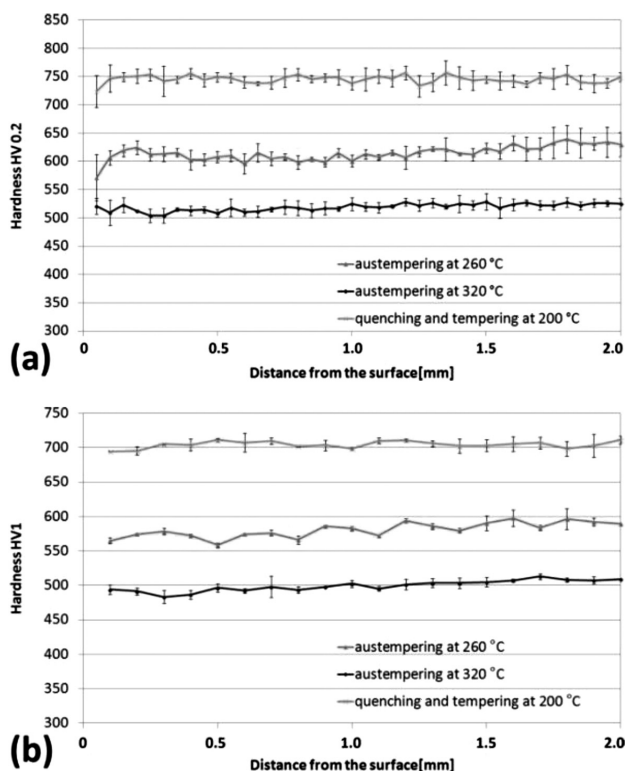 850
800
750
700
650
600
550
500
450
400
350
300
Hardness HV 0.2
austempering at 260 °C
austempering at 320 °C
quenching and tempering at 200 °C
0
0.5
1.0
1.5
2.0
Distance from the surface[mm]
(a)
750
700
650
600
550
500
450
400
350
300
Hardness HV1
austempering at 260 °C
austempering at 320 °C
quenching and tempering at 200 °C
0
0.5
1.0
1.5
2.0
Distance from the surface[mm]
(b)